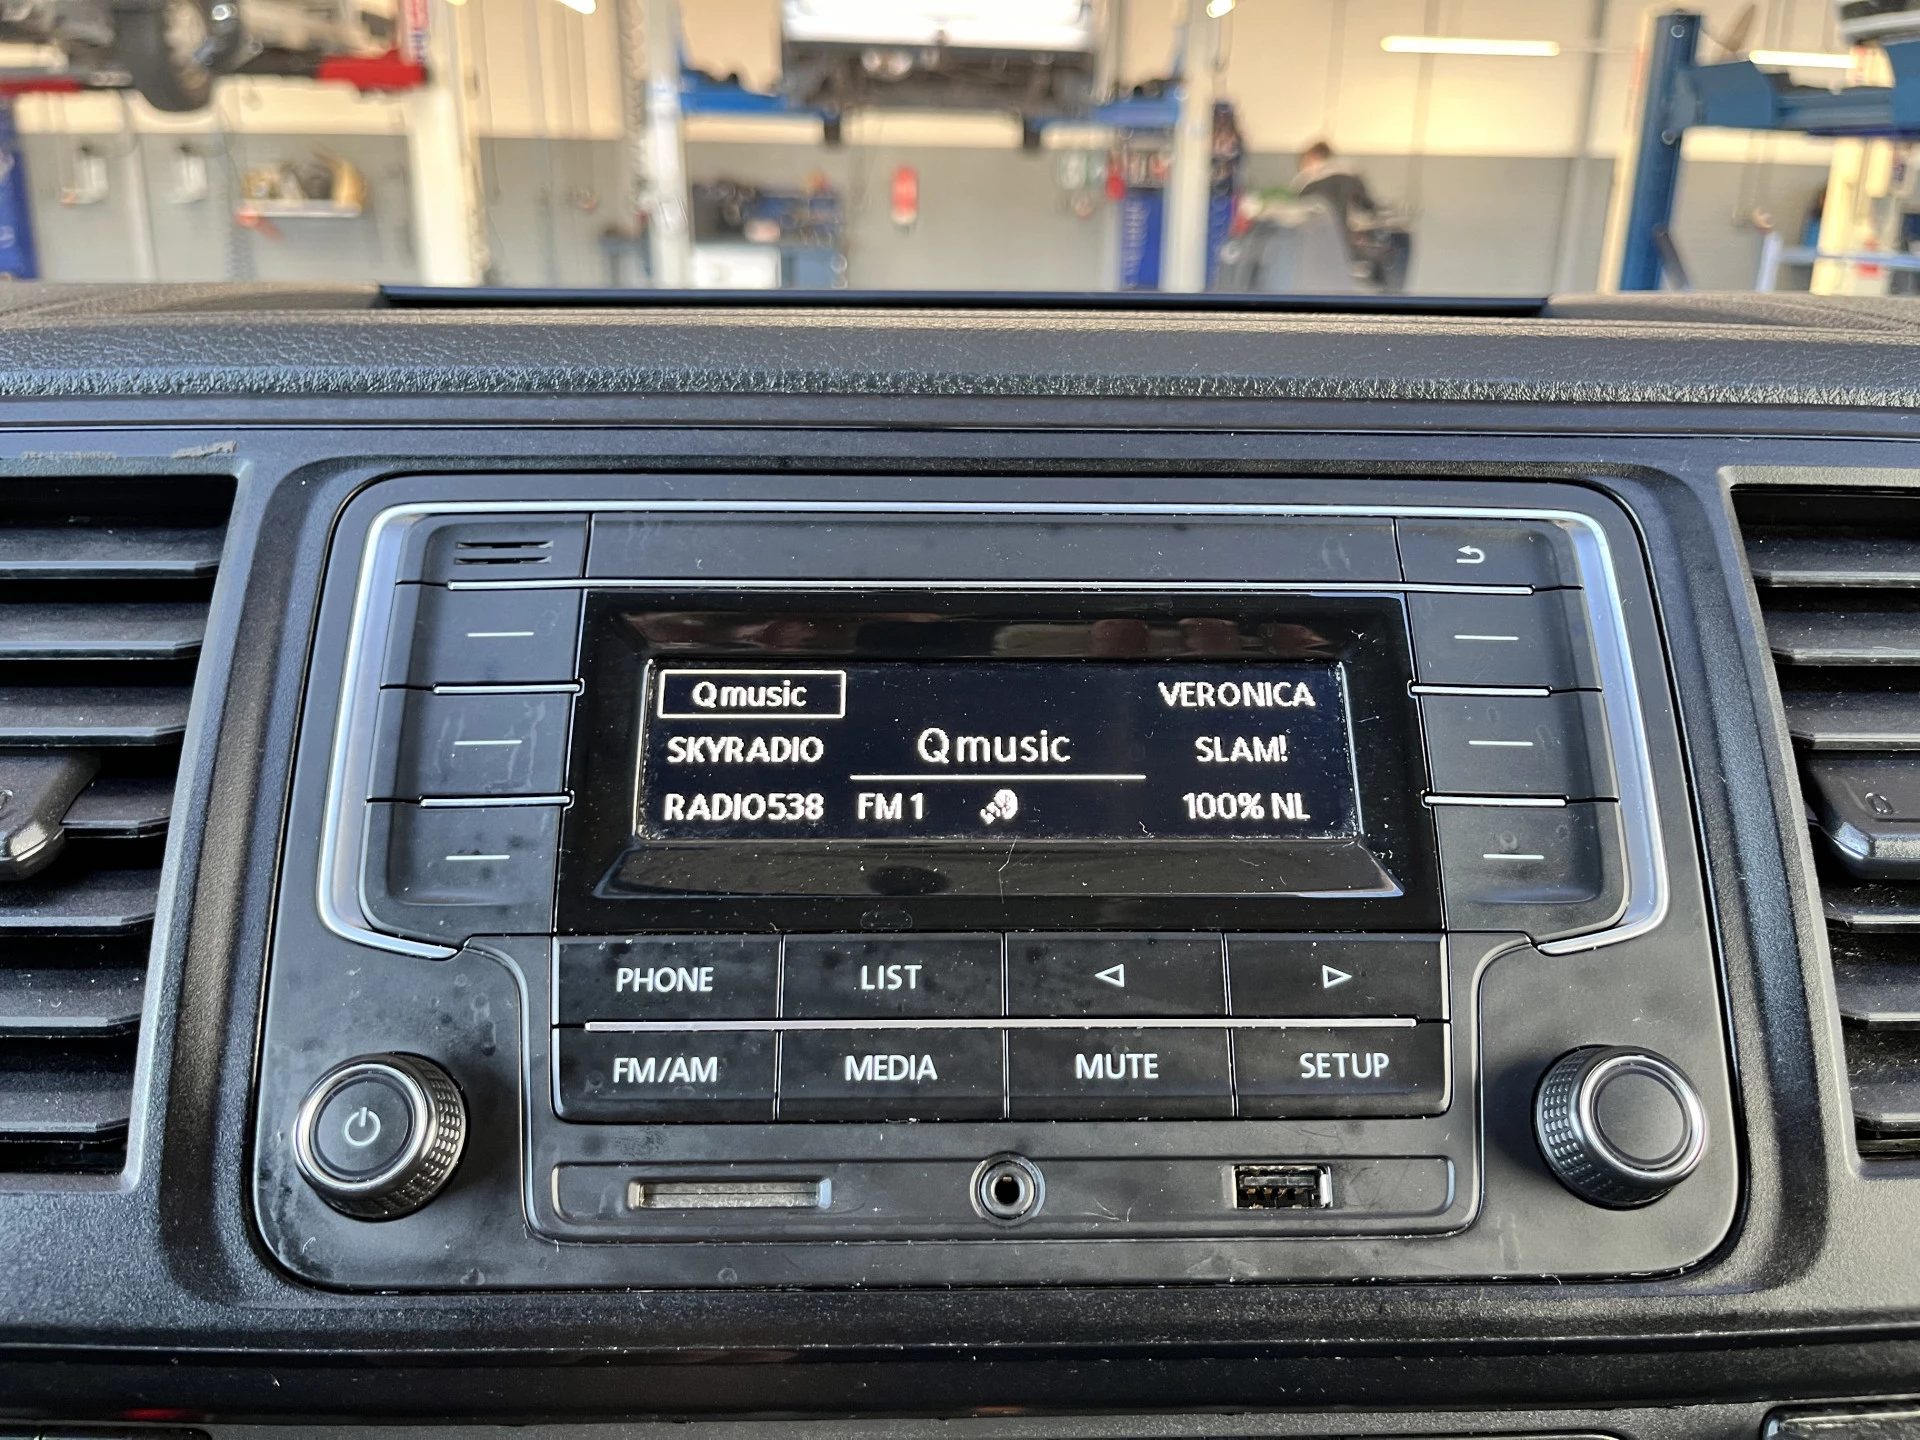 Qmusic
VERONICA
SKYRADIO
Qmusic
SLAM!
RADIO538
FM 1
100% NL
PHONE
LIST
FM/AM
MEDIA
MUTE
SETUP